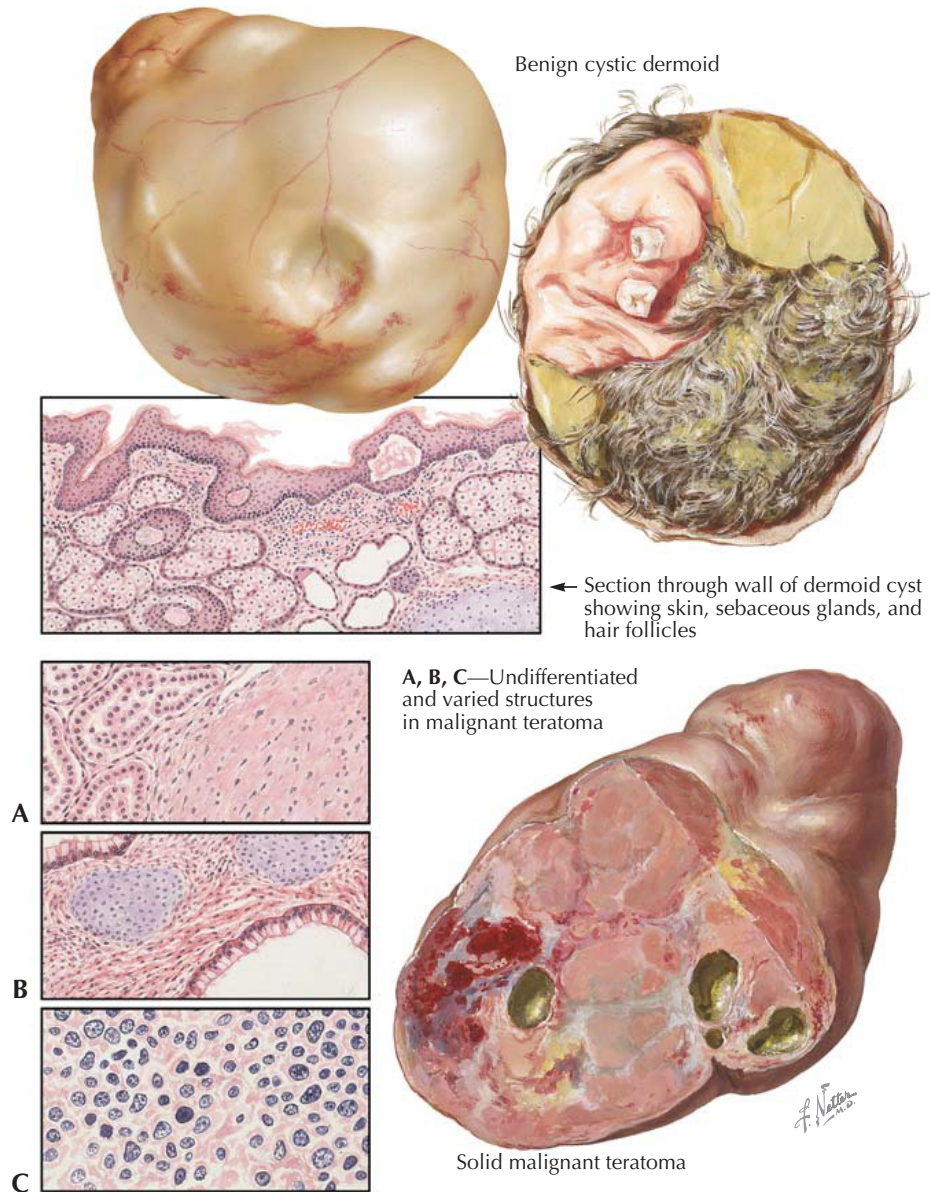 Benign cystic dermoid
Section through wall of dermoid cyst
showing skin, sebaceous glands, and
hair follicles
A, B, C—Undifferentiated
and varied structures
in malignant teratoma
A
B
C
F. Netter
M.D.
Solid malignant teratoma